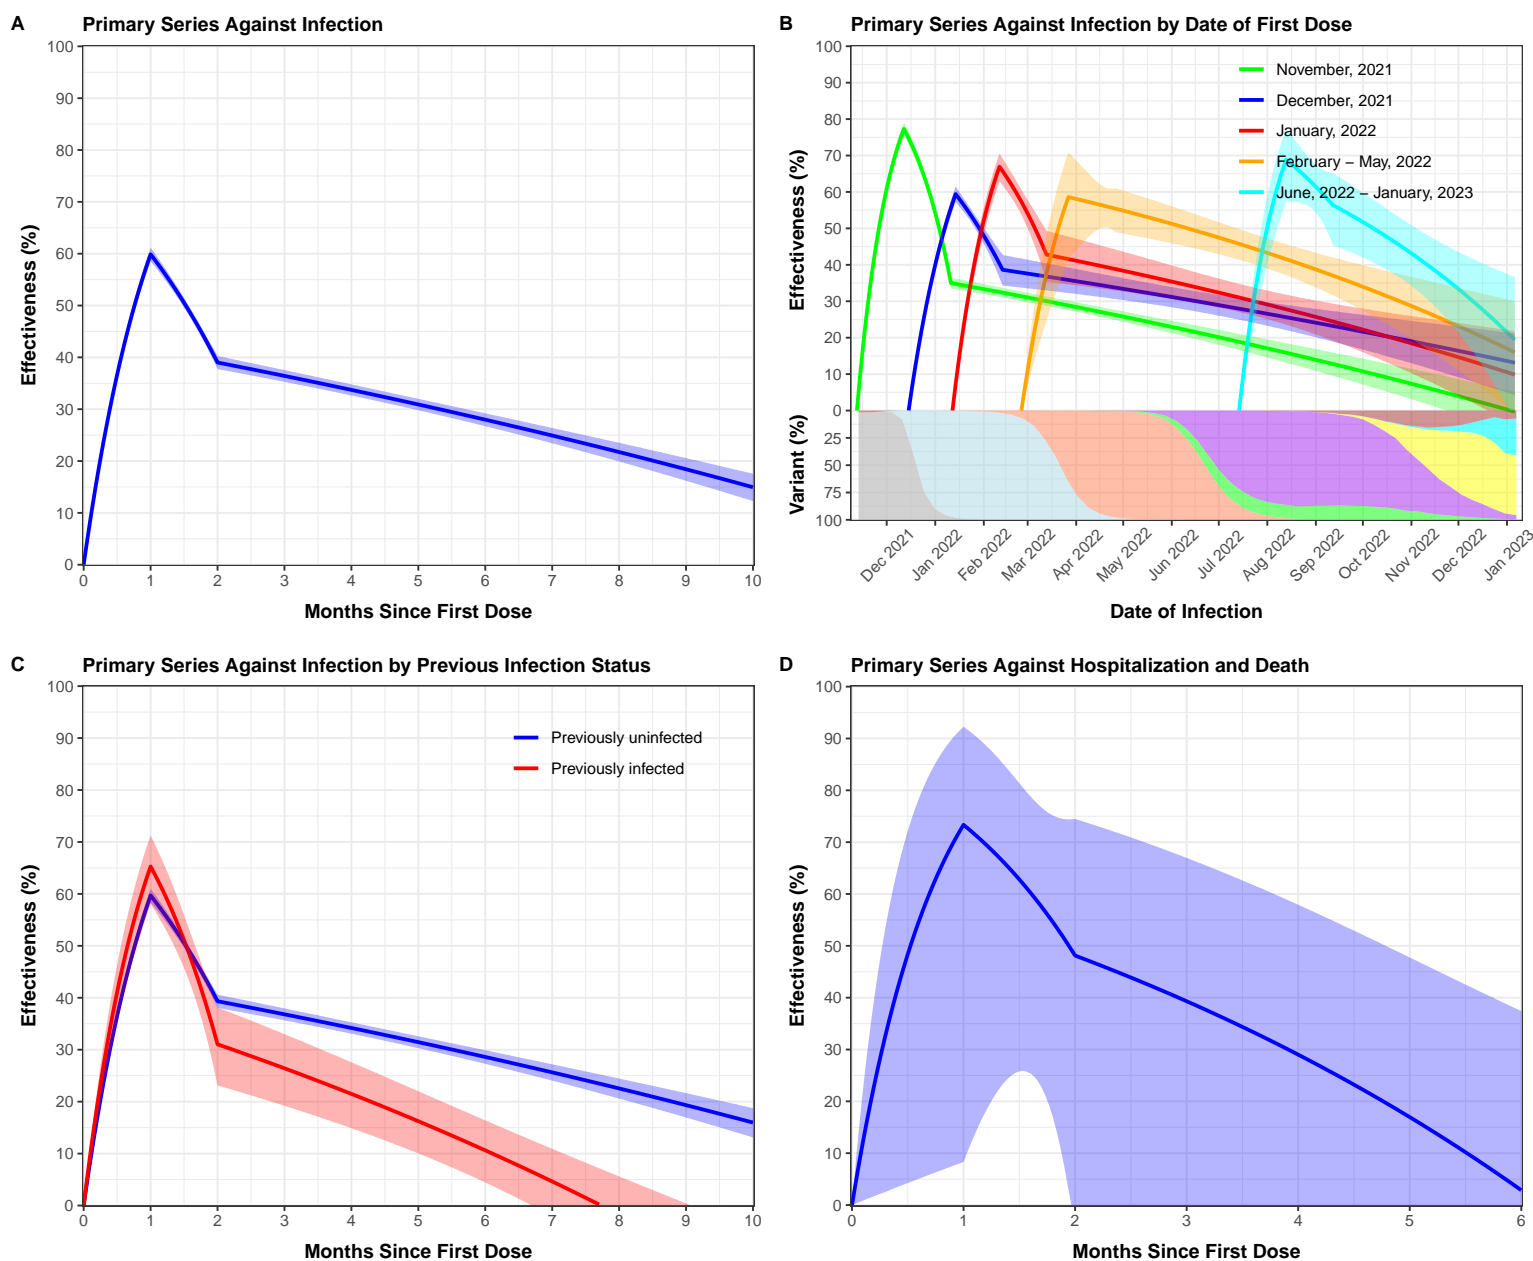 A Primary Series Against Infection
Effectiveness (%)
100
90
80
70
60
50
40
30
20
10
0
0 1 2 3 4 5 6 7 8 9 10
Months Since First Dose
B Primary Series Against Infection by Date of First Dose
Effectiveness (%)
100
90
80
70
60
50
40
30
20
10
0
November, 2021
December, 2021
January, 2022
February − May, 2022
June, 2022 − January, 2023
Variant (%)
25
50
75
100
Dec 2021 Jan 2022 Feb 2022 Mar 2022 Apr 2022 May 2022 Jun 2022 Jul 2022 Aug 2022 Sep 2022 Oct 2022 Nov 2022 Dec 2022 Jan 2023
Date of Infection
C Primary Series Against Infection by Previous Infection Status
Effectiveness (%)
100
90
80
70
60
50
40
30
20
10
0
Previously uninfected
Previously infected
0 1 2 3 4 5 6 7 8 9 10
Months Since First Dose
D Primary Series Against Hospitalization and Death
Effectiveness (%)
100
90
80
70
60
50
40
30
20
10
0
0 1 2 3 4 5 6
Months Since First Dose